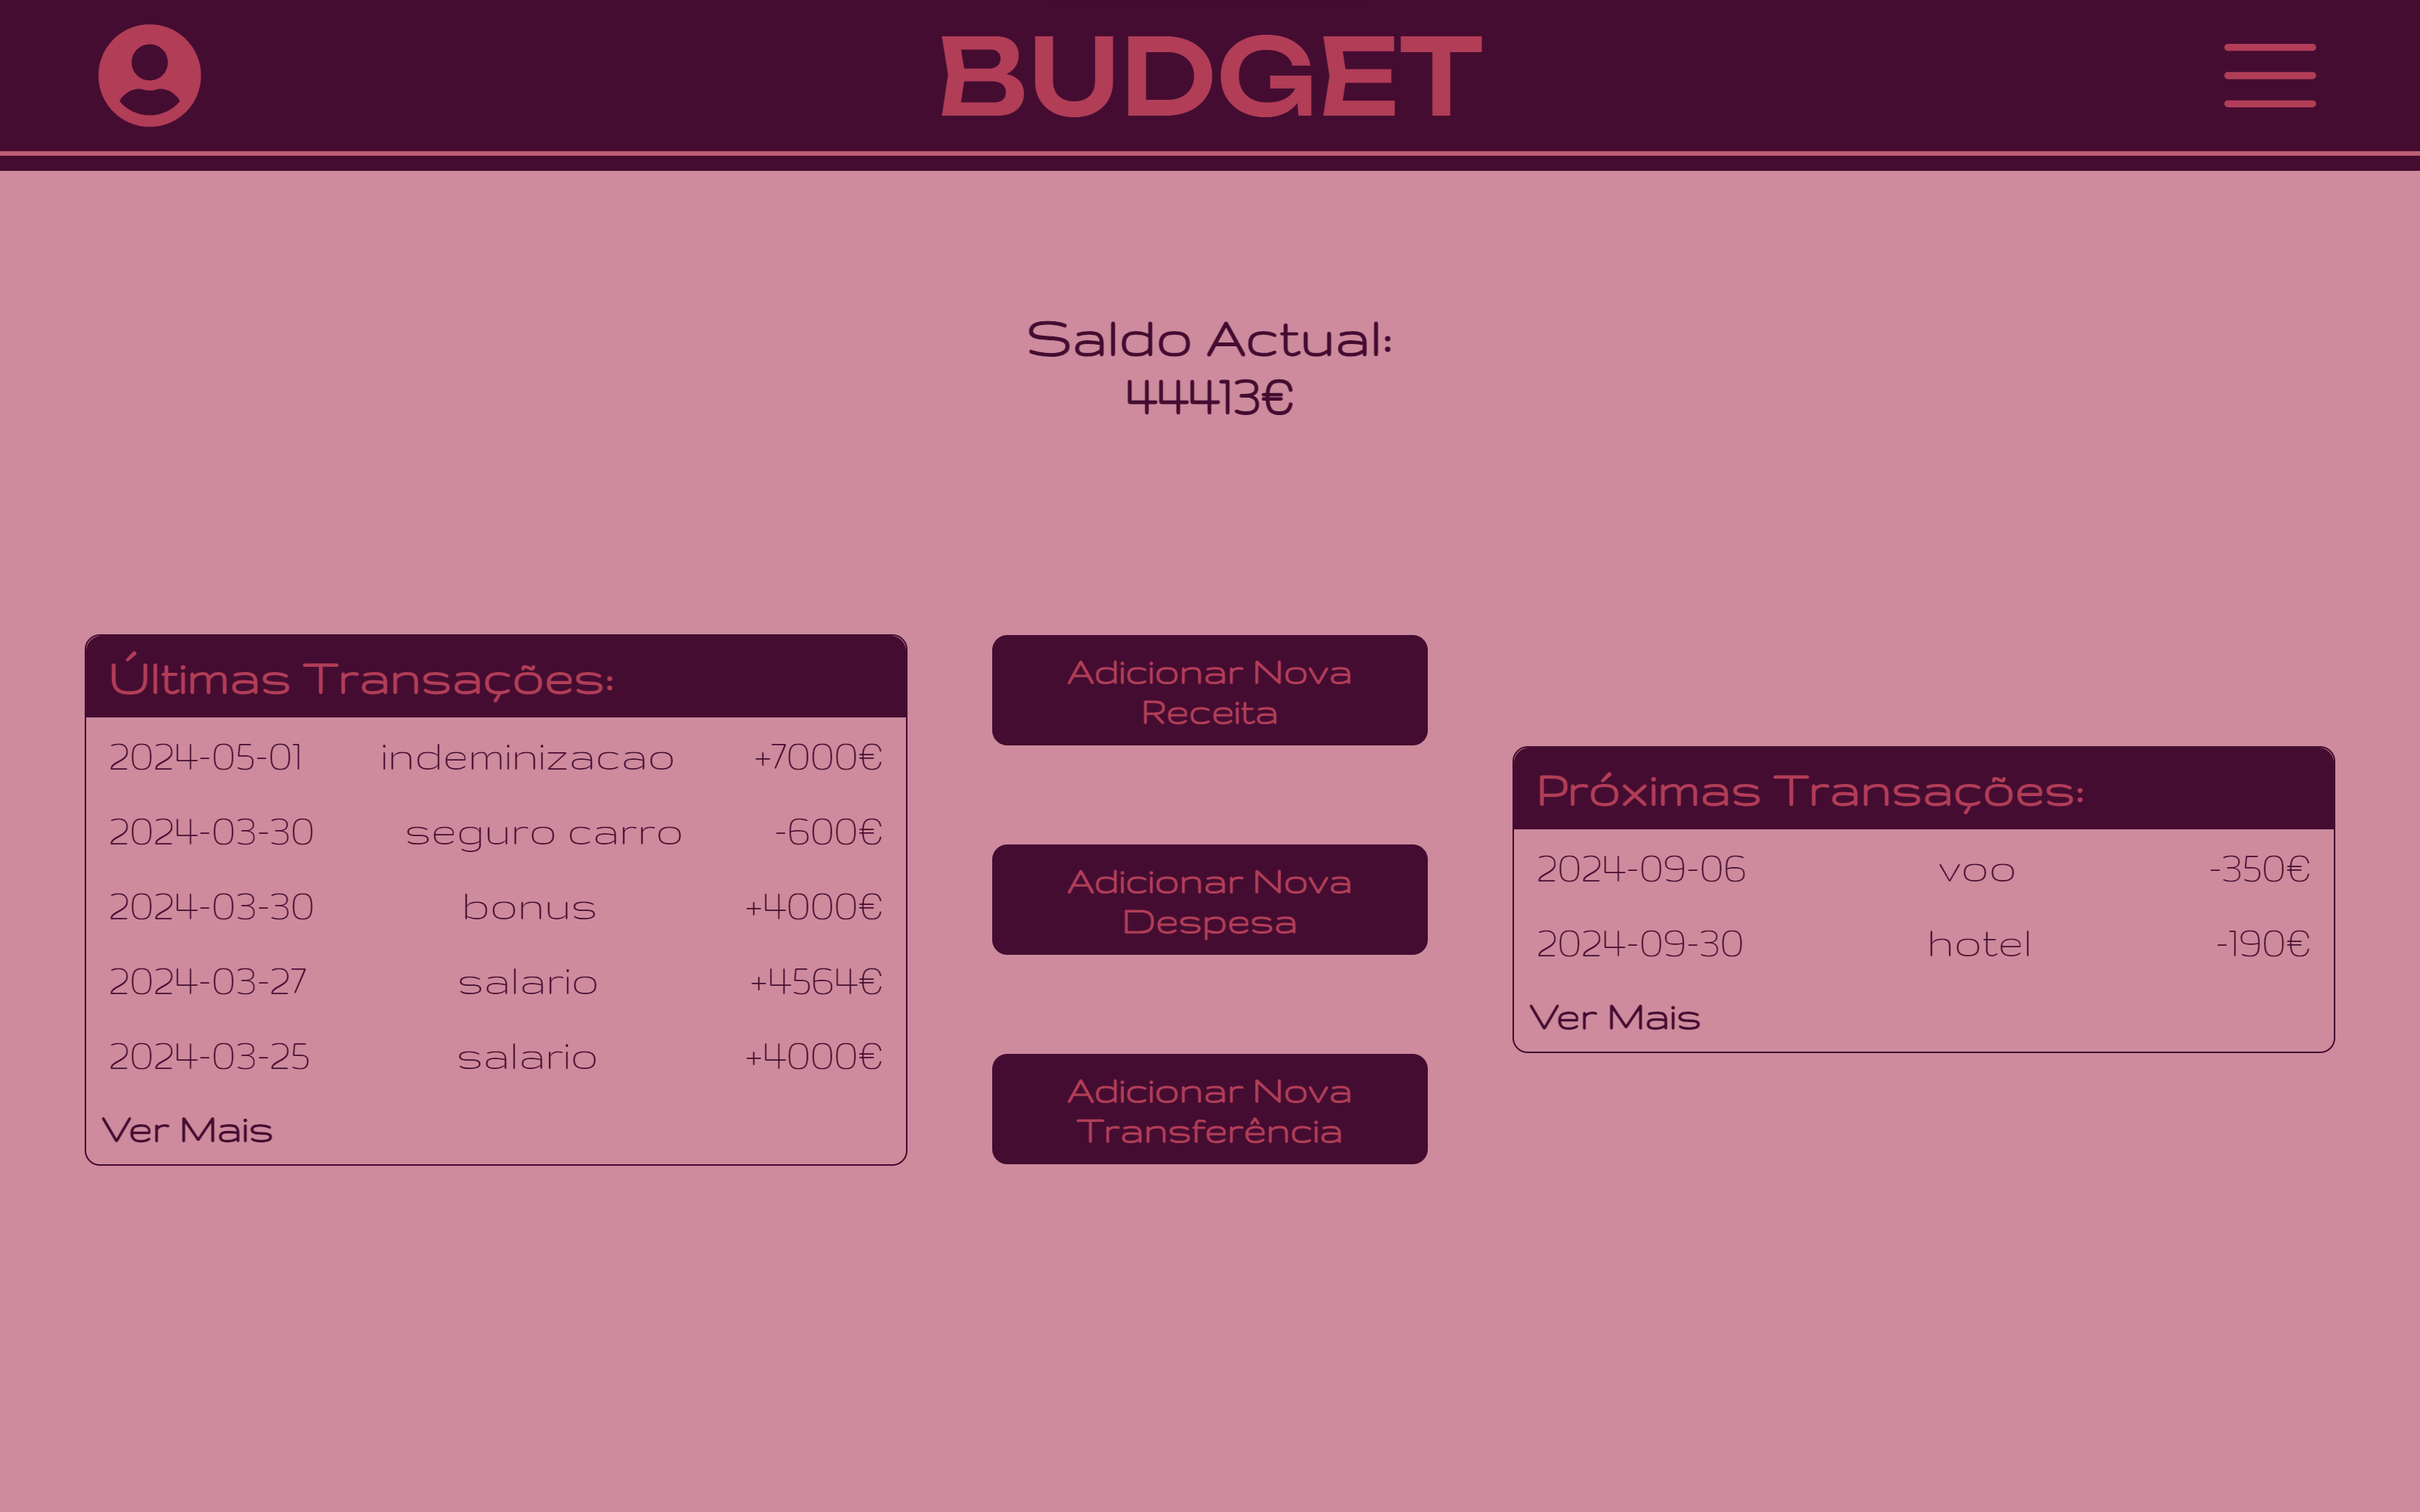 BUDGET
Saldo Actual:
44413€
Últimas Transações:
2024-05-01 indeminizacao +7000€
2024-03-30 seguro carro -600€
2024-03-30 bonus +4000€
2024-03-27 salario +4564€
2024-03-25 salario +4000€
Ver Mais
Adicionar Nova
Receita
Adicionar Nova
Despesa
Adicionar Nova
Transferência
Próximas Transações:
2024-09-06 voo -350€
2024-09-30 hotel -190€
Ver Mais